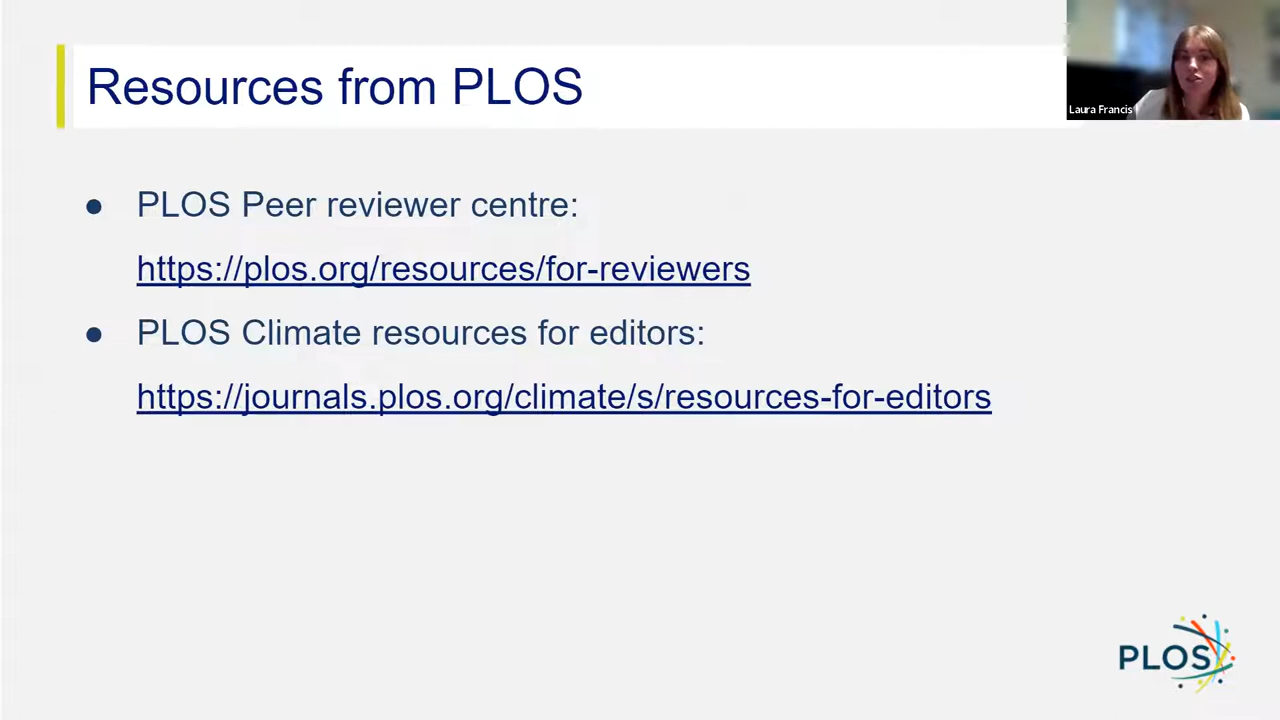 Resources from PLOS
Laura Francis
● PLOS Peer reviewer centre:
https://plos.org/resources/for-reviewers
● PLOS Climate resources for editors:
https://journals.plos.org/climate/s/resources-for-editors
PLOS